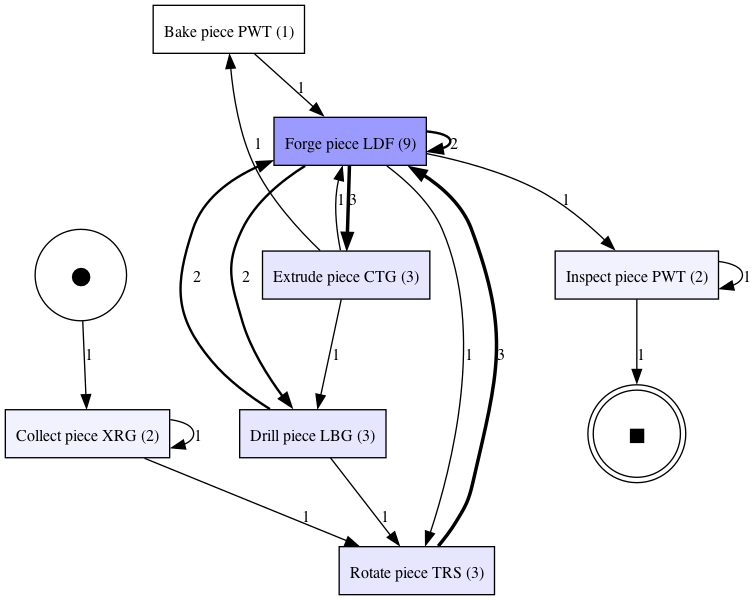 Bake piece PWT (1)
1
Forge piece LDF (9)
2
1
1
3
1
Extrude piece CTG (3)
Inspect piece PWT (2)
1
2
2
1
1
1
3
1
Collect piece XRG (2)
1
Drill piece LBG (3)
1
1
Rotate piece TRS (3)